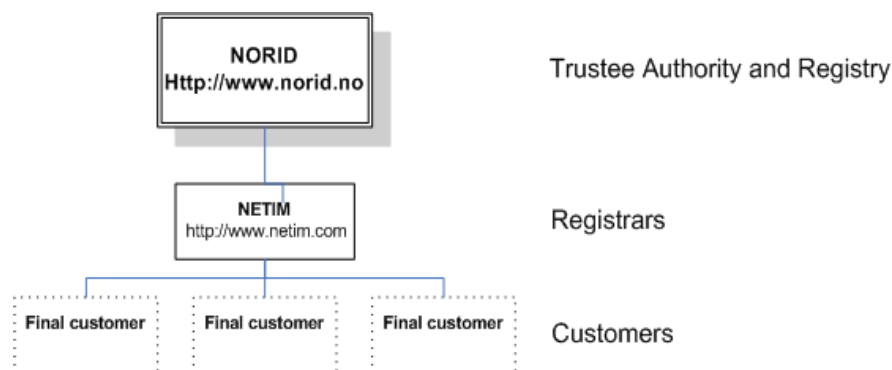 NORID
Http://www.norid.no
Trustee Authority and Registry
NETIM
http://www.netim.com
Registrars
Final customer
Final customer
Final customer
Customers